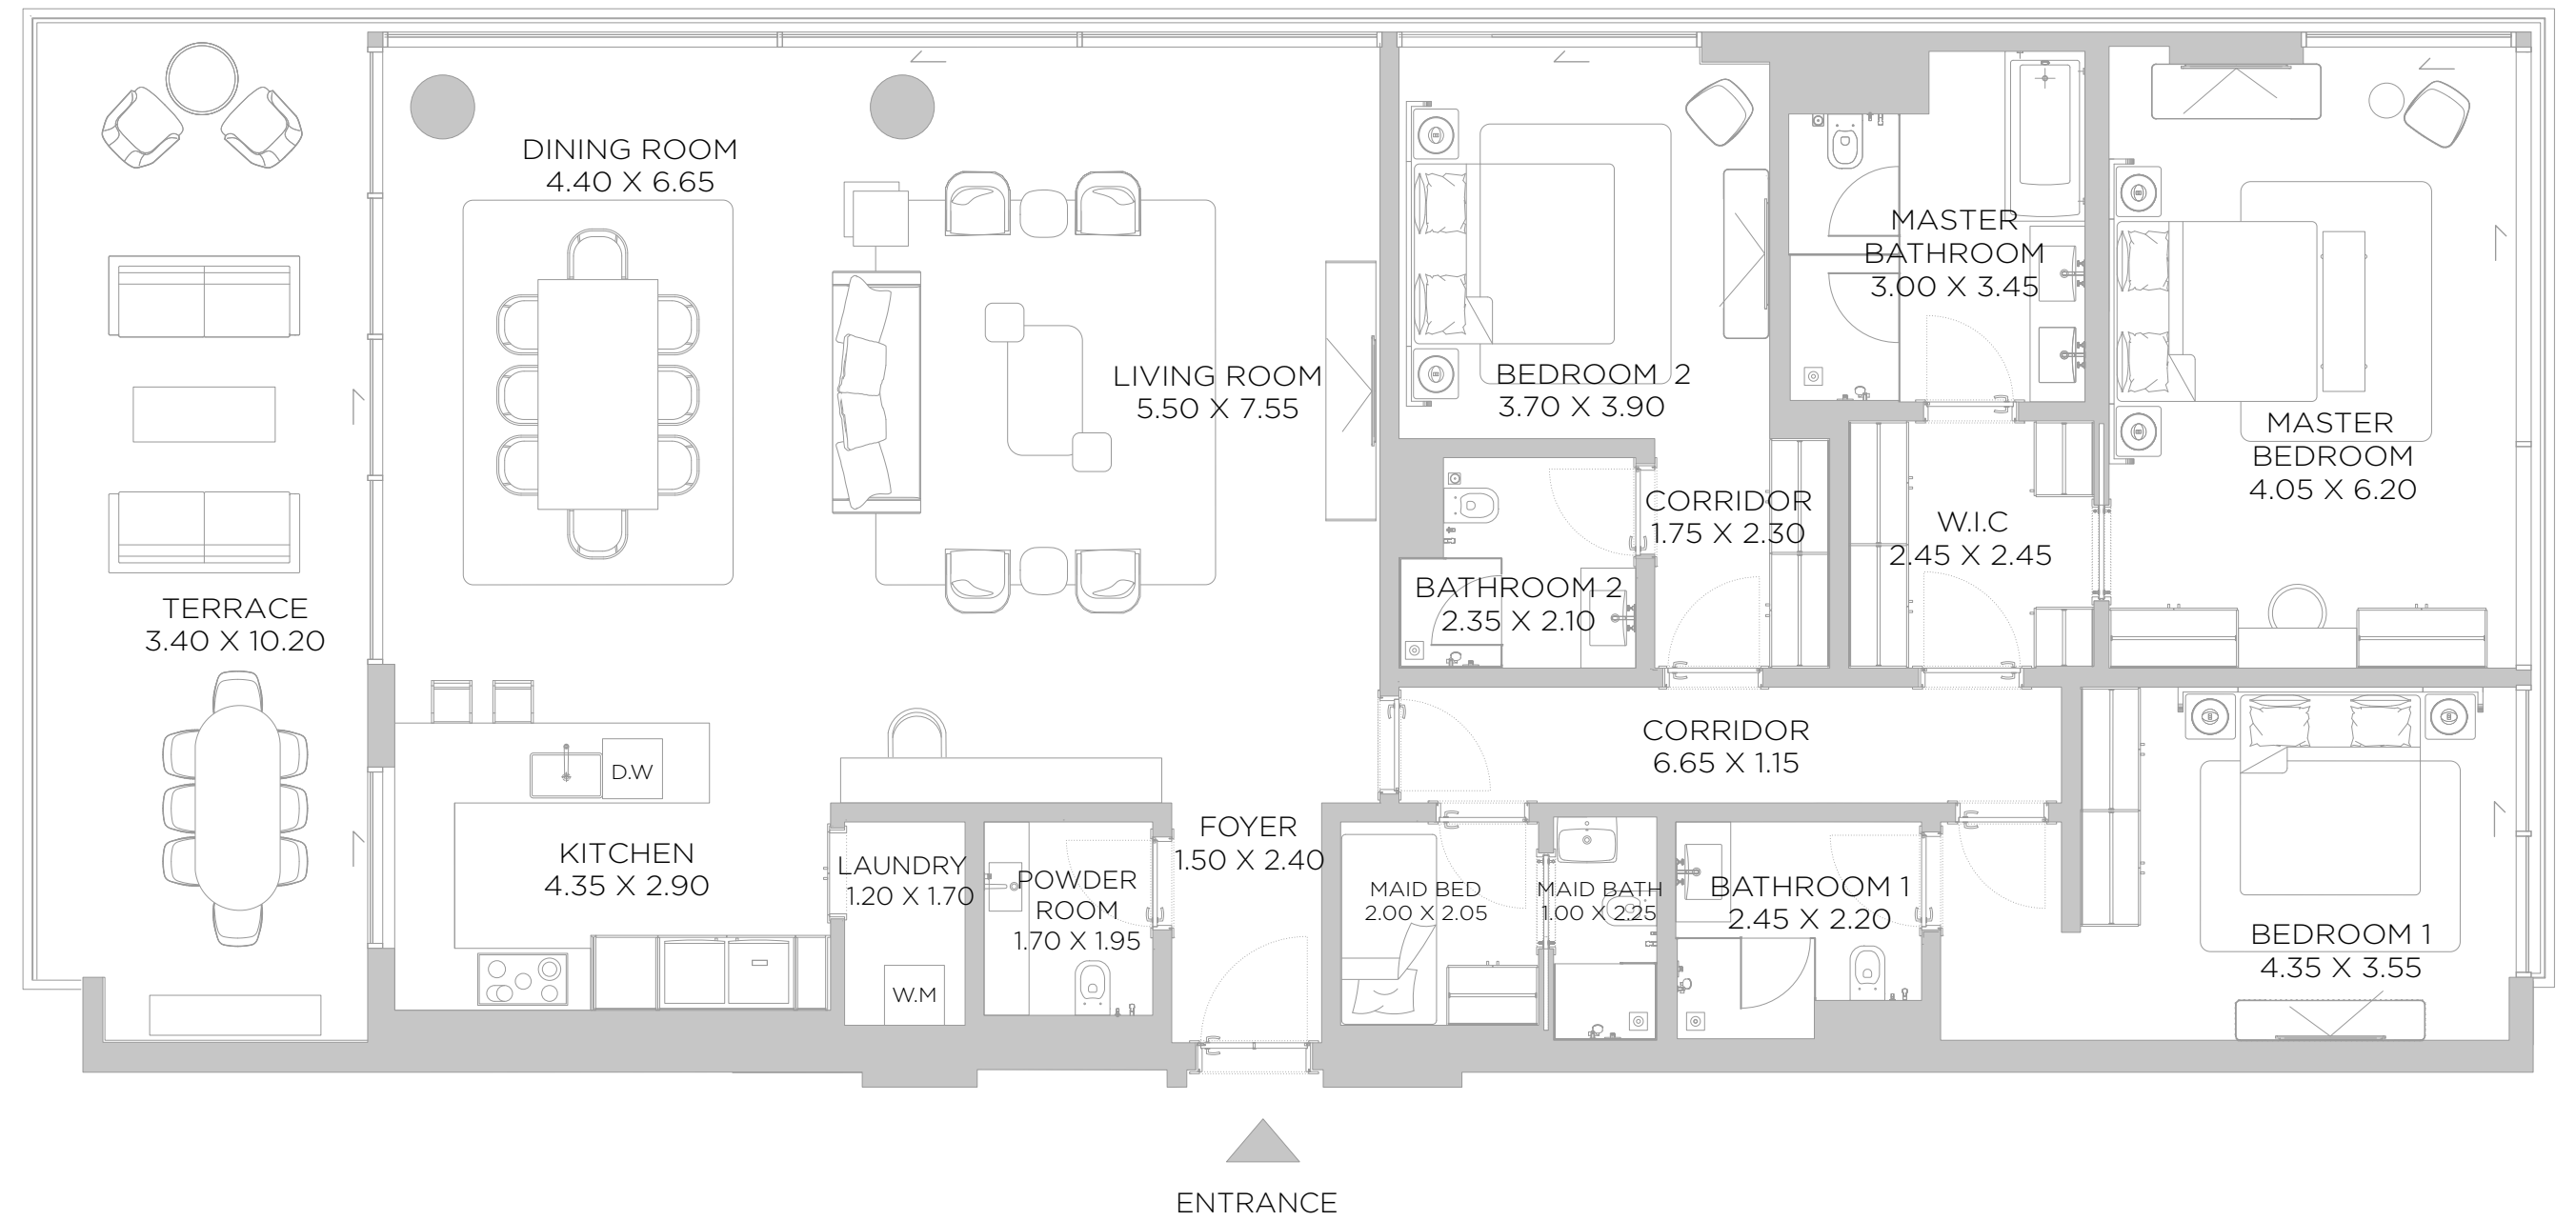 DINING ROOM
4.40 X 6.65
MASTER
BATHROOM
3.00 X 3.45
LIVING ROOM
5.50 X 7.55
BEDROOM 2
3.70 X 3.90
MASTER
BEDROOM
4.05 X 6.20
CORRIDOR
1.75 X 2.30
W.I.C
2.45 X 2.45
TERRACE
3.40 X 10.20
BATHROOM 2
2.35 X 2.10
CORRIDOR
6.65 X 1.15
D.W
KITCHEN
4.35 X 2.90
LAUNDRY
1.20 X 1.70
POWDER
ROOM
1.70 X 1.95
FOYER
1.50 X 2.40
MAID BED
2.00 X 2.05
MAID BATH
1.00 X 2.25
BATHROOM 1
2.45 X 2.20
BEDROOM 1
4.35 X 3.55
W.M
ENTRANCE